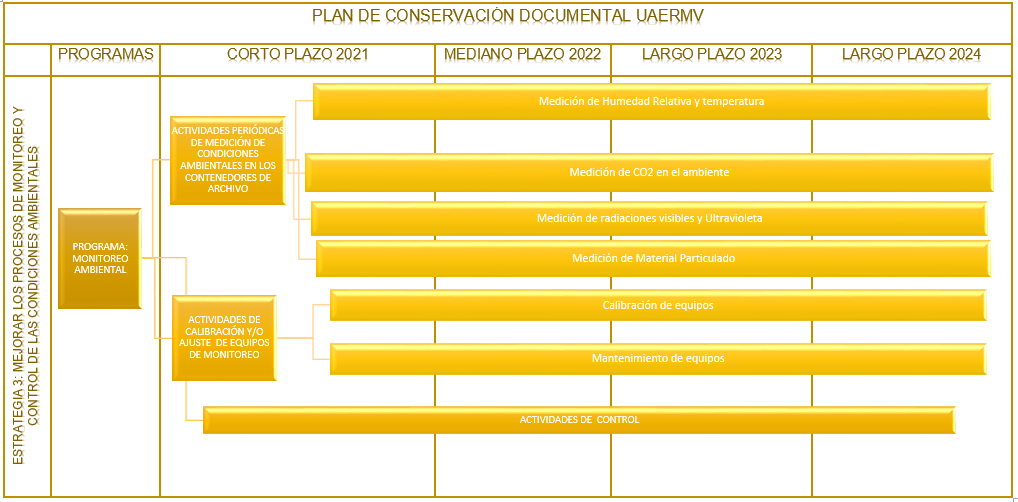 PLAN DE CONSERVACIÓN DOCUMENTAL UAERMV
PROGRAMAS
CORTO PLAZO 2021
MEDIANO PLAZO 2022
LARGO PLAZO 2023
LARGO PLAZO 2024
ESTRATEGIA 3: MEJORAR LOS PROCESOS DE MONITOREO Y
CONTROL DE LAS CONDICIONES AMBIENTALES
PROGRAMA:
MONITOREO
AMBIENTAL
ACTIVIDADES PERIÓDICAS
DE MEDICIÓN DE
CONDICIONES
AMBIENTALES EN LOS
CONTENEDORES DE
ARCHIVO
Medición de Humedad Relativa y temperatura
Medición de CO2 en el ambiente
Medición de radiaciones visibles y Ultravioleta
Medición de Material Particulado
ACTIVIDADES DE
CALIBRACIÓN Y/O
AJUSTE DE EQUIPOS
DE MONITOREO
Calibración de equipos
Mantenimiento de equipos
ACTIVIDADES DE CONTROL